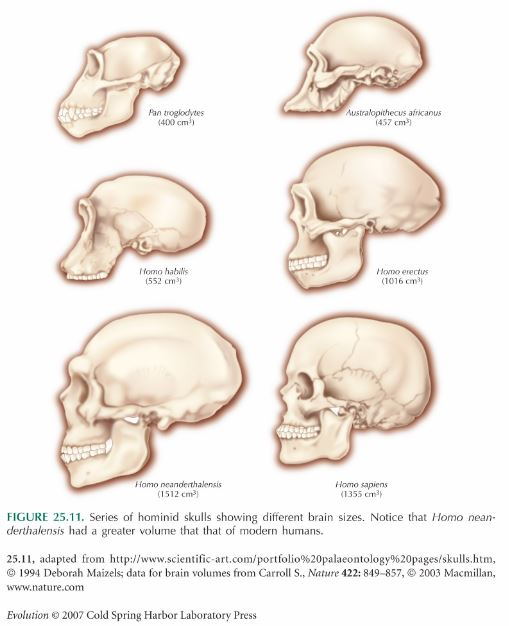 Pan troglodytes
(400 cm³)
Australopithecus africanus
(457 cm³)
Homo habilis
(552 cm³)
Homo erectus
(1016 cm³)
Homo neanderthalensis
(1512 cm³)
Homo sapiens
(1355 cm³)
FIGURE 25.11. Series of hominid skulls showing different brain sizes. Notice that Homo nean-
derthalensis had a greater volume that that of modern humans.
25.11, adapted from http://www.scientific-art.com/portfolio%20palaeontology%20pages/skulls.htm,
© 1994 Deborah Maizels; data for brain volumes from Carroll S., Nature 422: 849–857, © 2003 Macmillan,
www.nature.com
Evolution © 2007 Cold Spring Harbor Laboratory Press